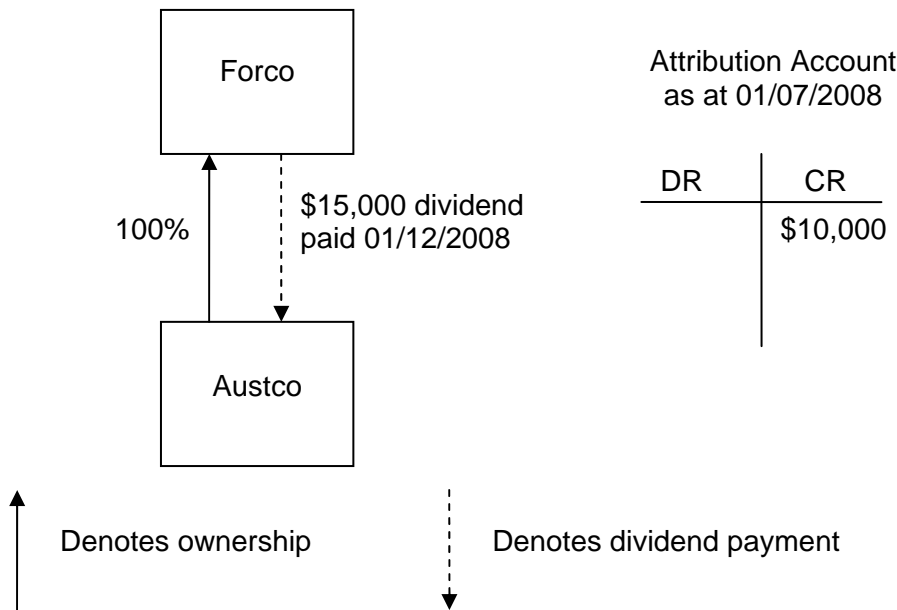 Forco
Attribution Account
as at 01/07/2008
DR CR
$10,000
100%
$15,000 dividend
paid 01/12/2008
Austco
Denotes ownership
Denotes dividend payment